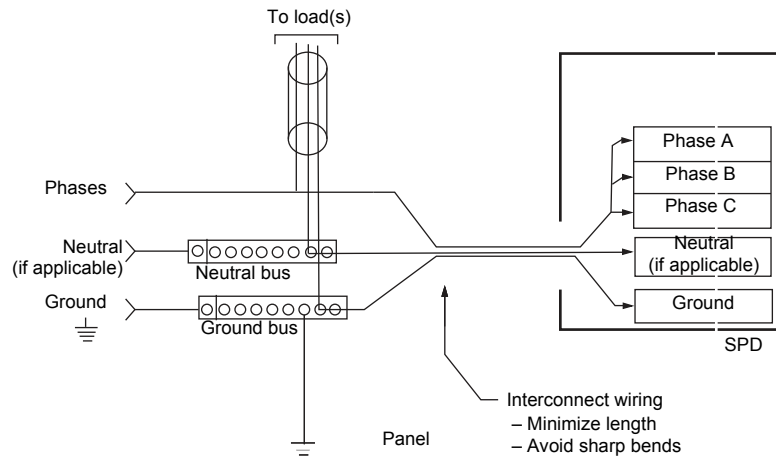 To load(s)
Phase A
Phase B
Phases
Phase C
Neutral
(if applicable)
Neutral bus
Neutral
(if applicable)
Ground
Ground bus
Ground
SPD
Interconnect wiring
– Minimize length
– Avoid sharp bends
Panel